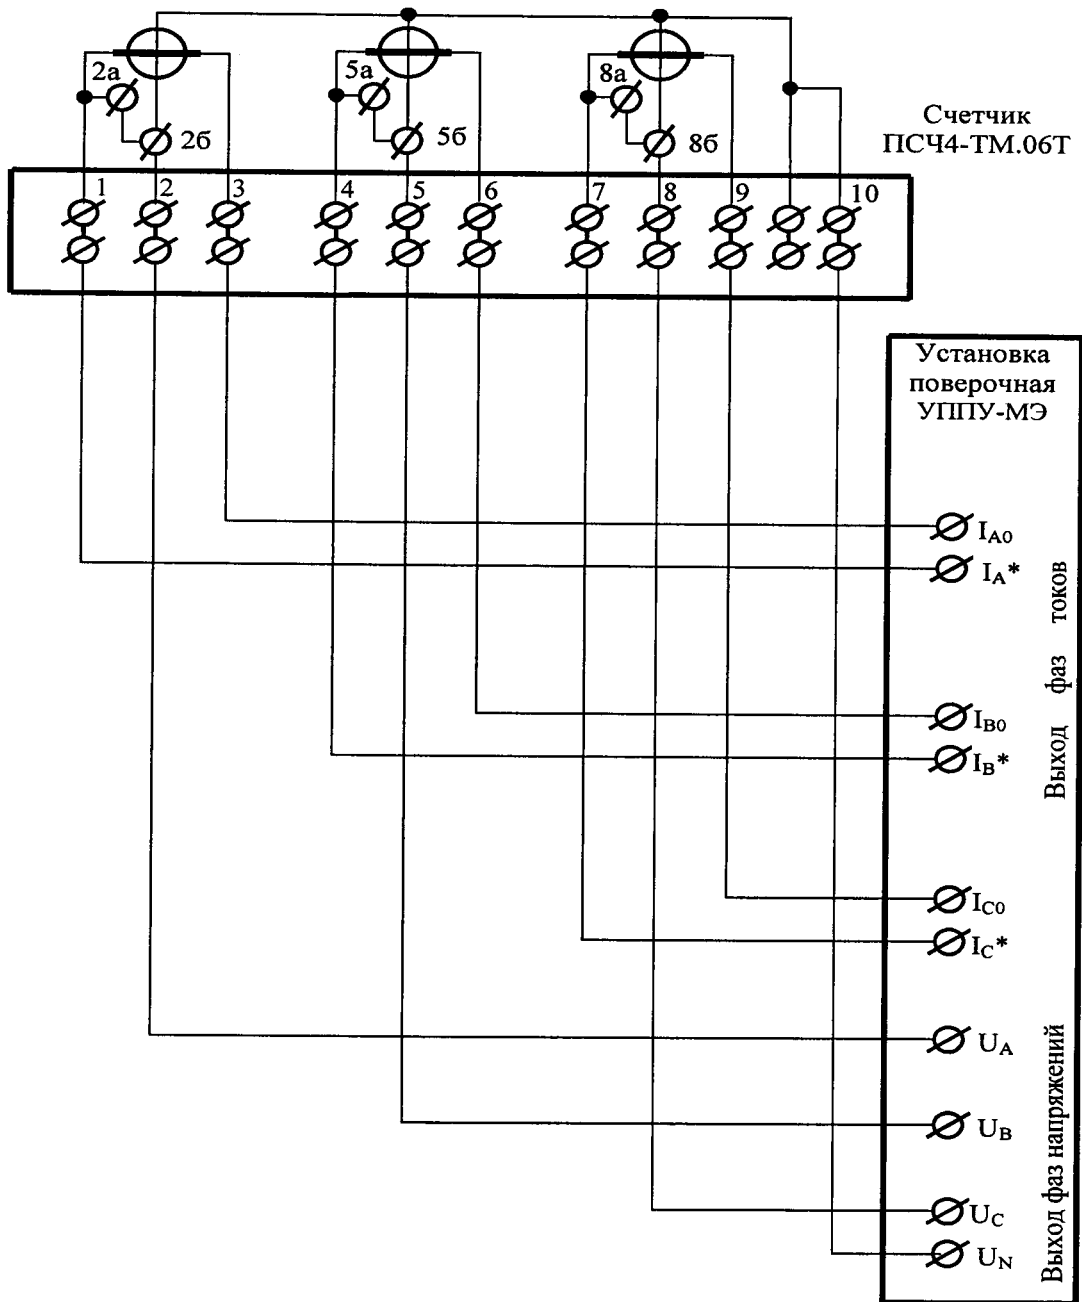 2а
2б
5а
5б
8а
8б
Счетчик
ПСЧ4-ТМ.06Т
1 2 3 4 5 6 7 8 9 10
Установка
поверочная
УППУ-МЭ
IA0
IA*
IB0
IB*
IC0
IC*
Выход фаз токов
UA
UB
UC
UN
Выход фаз напряжений